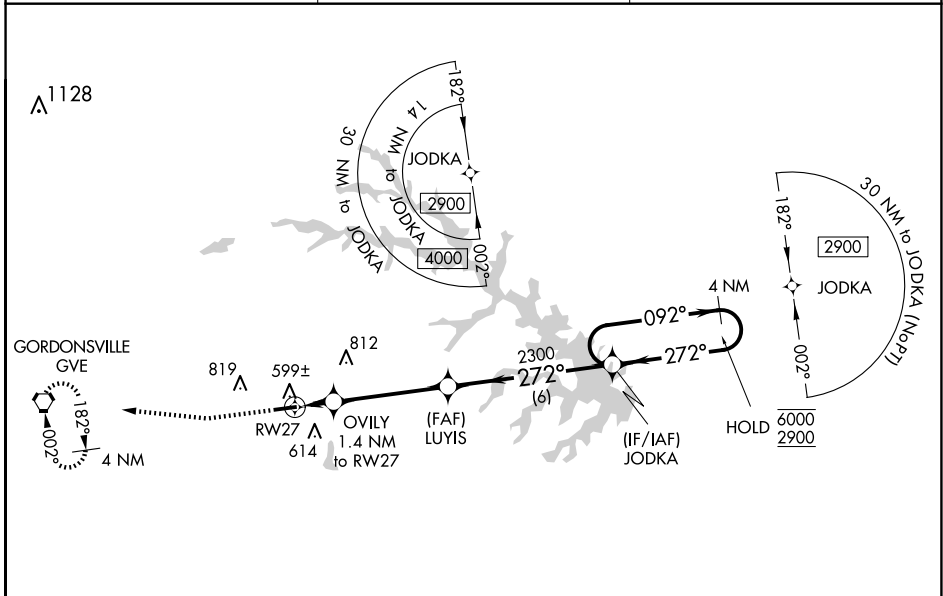 1128
182°
14 NM to JODKA
30 NM to JODKA
JODKA
2900
4000
002°
30 NM to JODKA (NoPT)
182°
2900
JODKA
002°
4 NM
092°
272°
HOLD
6000
2900
2300
272°
(6)
(IF/IAF)
JODKA
(FAF)
LUYIS
812
819
599±
RW27
614
OVILY
1.4 NM
to RW27
GORDONSVILLE
GVE
182°
002°
4 NM